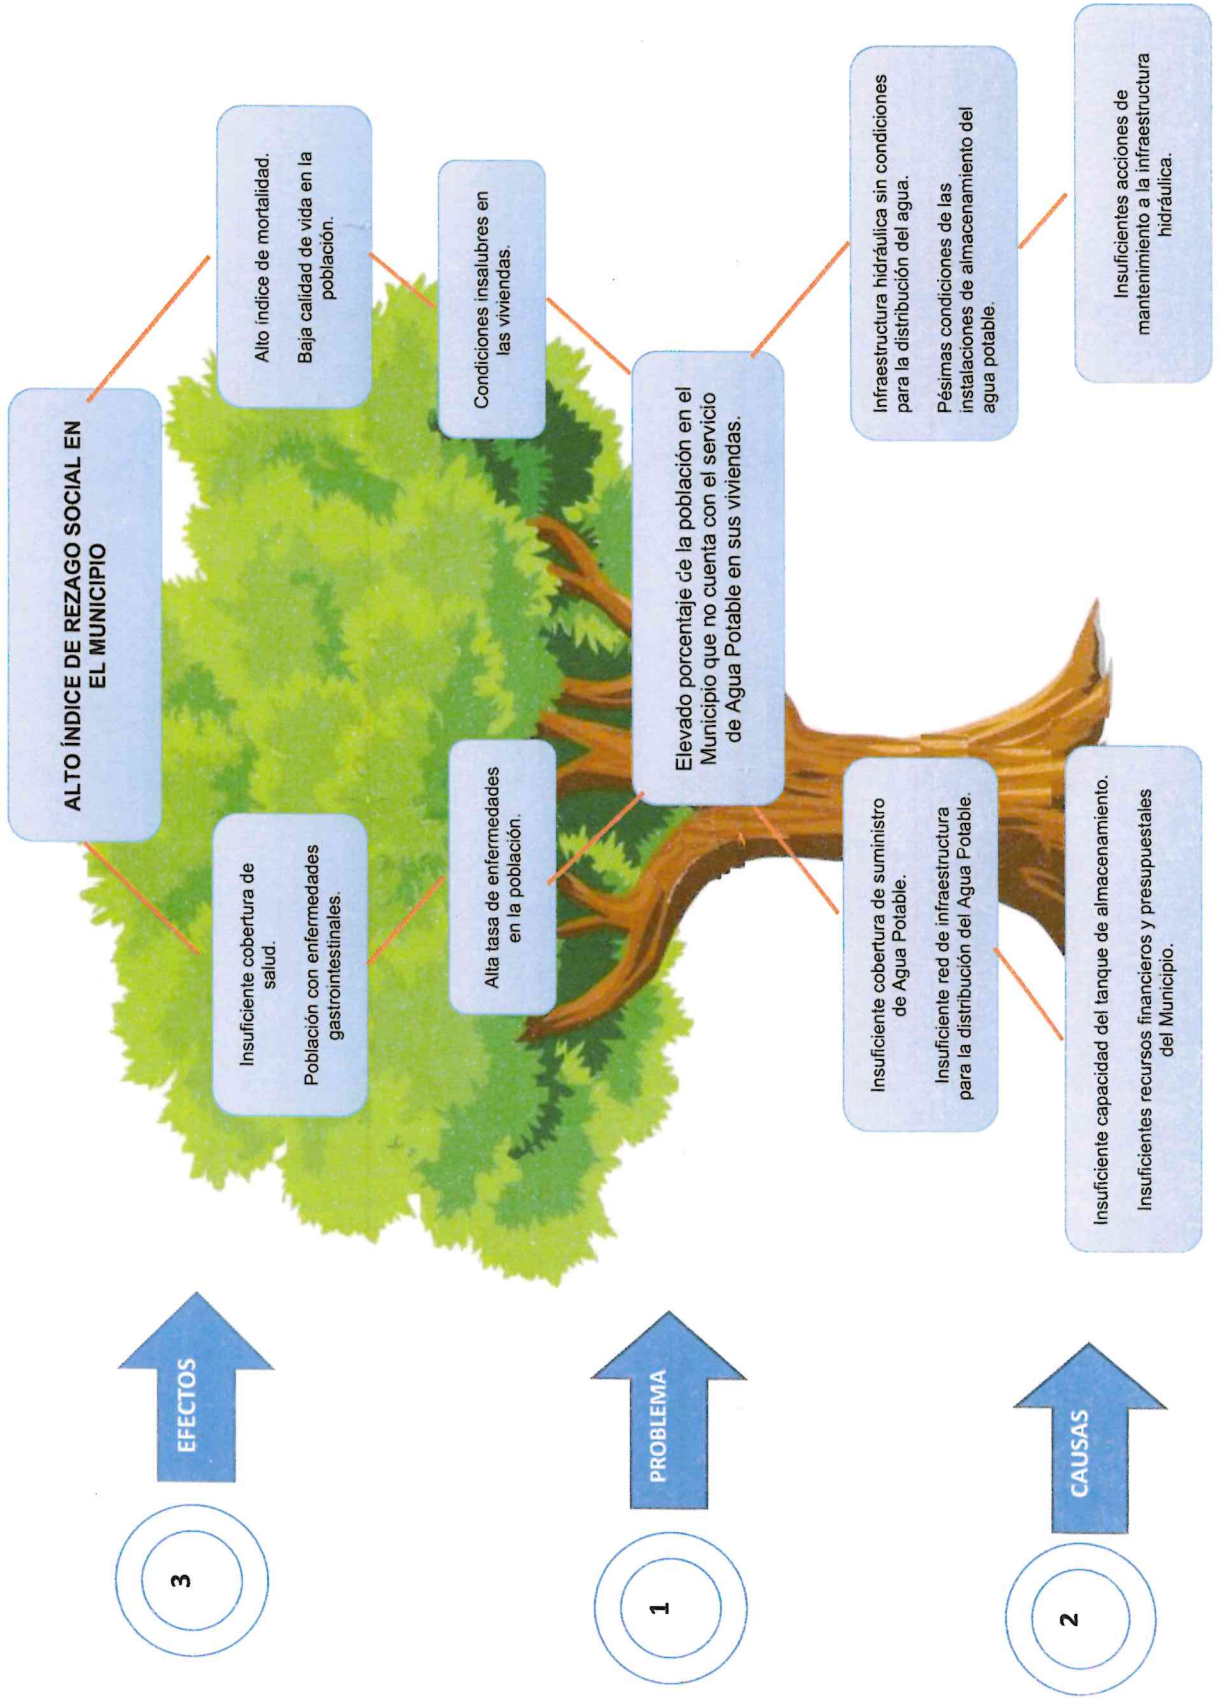 3
EFECTOS
ALTO ÍNDICE DE REZAGO SOCIAL EN
EL MUNICIPIO
Insuficiente cobertura de
salud.
Población con enfermedades
gastrointestinales.
Alto índice de mortalidad.
Baja calidad de vida en la
población.
Alta tasa de enfermedades
en la población.
Condiciones insalubres en
las viviendas.
1
PROBLEMA
Elevado porcentaje de la población en el
Municipio que no cuenta con el servicio
de Agua Potable en sus viviendas.
2
CAUSAS
Insuficiente cobertura de suministro
de Agua Potable.
Insuficiente red de infraestructura
para la distribución del Agua Potable.
Infraestructura hidráulica sin condiciones
para la distribución del agua.
Pésimas condiciones de las
instalaciones de almacenamiento del
agua potable.
Insuficiente capacidad del tanque de almacenamiento.
Insuficientes recursos financieros y presupuestales
del Municipio.
Insuficientes acciones de
mantenimiento a la infraestructura
hidráulica.